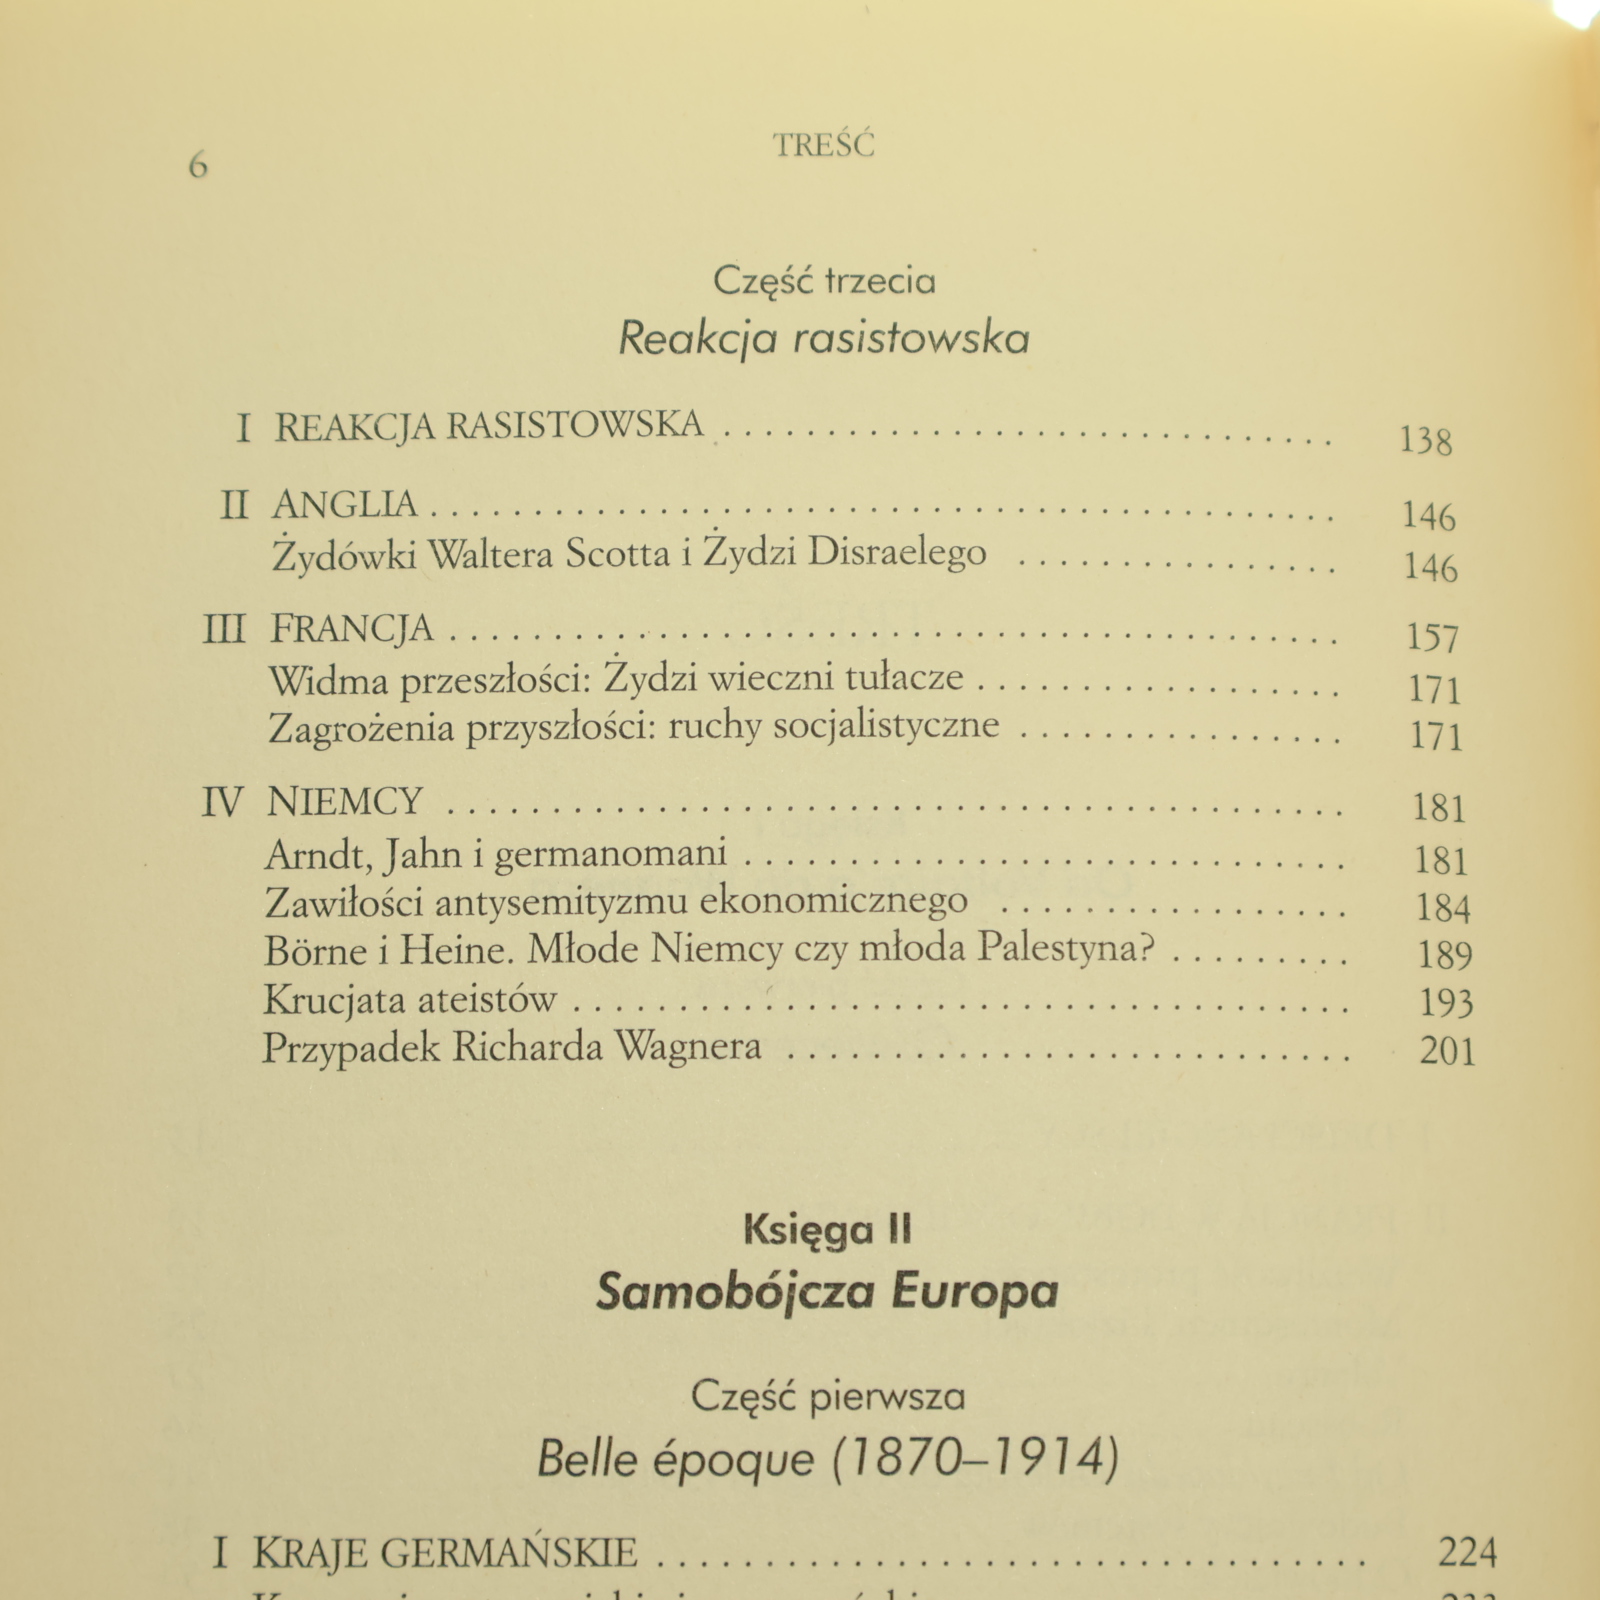 6
TREŚĆ
Część trzecia
Reakcja rasistowska
I REAKCJA RASISTOWSKA . . . . . . . . . . . . . . . . . . . . . . . . . . . . . . 138
II ANGLIA . . . . . . . . . . . . . . . . . . . . . . . . . . . . . . . . . . . . . . . . . . . . 146
Żydówki Waltera Scotta i Żydzi Disraelego . . . . . . . . . . . . . . . . 146
III FRANCJA . . . . . . . . . . . . . . . . . . . . . . . . . . . . . . . . . . . . . . . . . . . 157
Widma przeszłości: Żydzi wieczni tułacze . . . . . . . . . . . . . . . . . . 171
Zagrożenia przyszłości: ruchy socjalistyczne . . . . . . . . . . . . . . . . 171
IV NIEMCY . . . . . . . . . . . . . . . . . . . . . . . . . . . . . . . . . . . . . . . . . . . 181
Arndt, Jahn i germanomani . . . . . . . . . . . . . . . . . . . . . . . . . . . . . 181
Zawiłości antysemityzmu ekonomicznego . . . . . . . . . . . . . . . . . 184
Börne i Heine. Młode Niemcy czy młoda Palestyna? . . . . . . . . . 189
Krucjata ateistów . . . . . . . . . . . . . . . . . . . . . . . . . . . . . . . . . . . . . . 193
Przypadek Richarda Wagnera . . . . . . . . . . . . . . . . . . . . . . . . . . . 201
Księga II
Samobójcza Europa
Część pierwsza
Belle époque (1870–1914)
I KRAJE GERMAŃSKIE . . . . . . . . . . . . . . . . . . . . . . . . . . . . . . . . . . 224